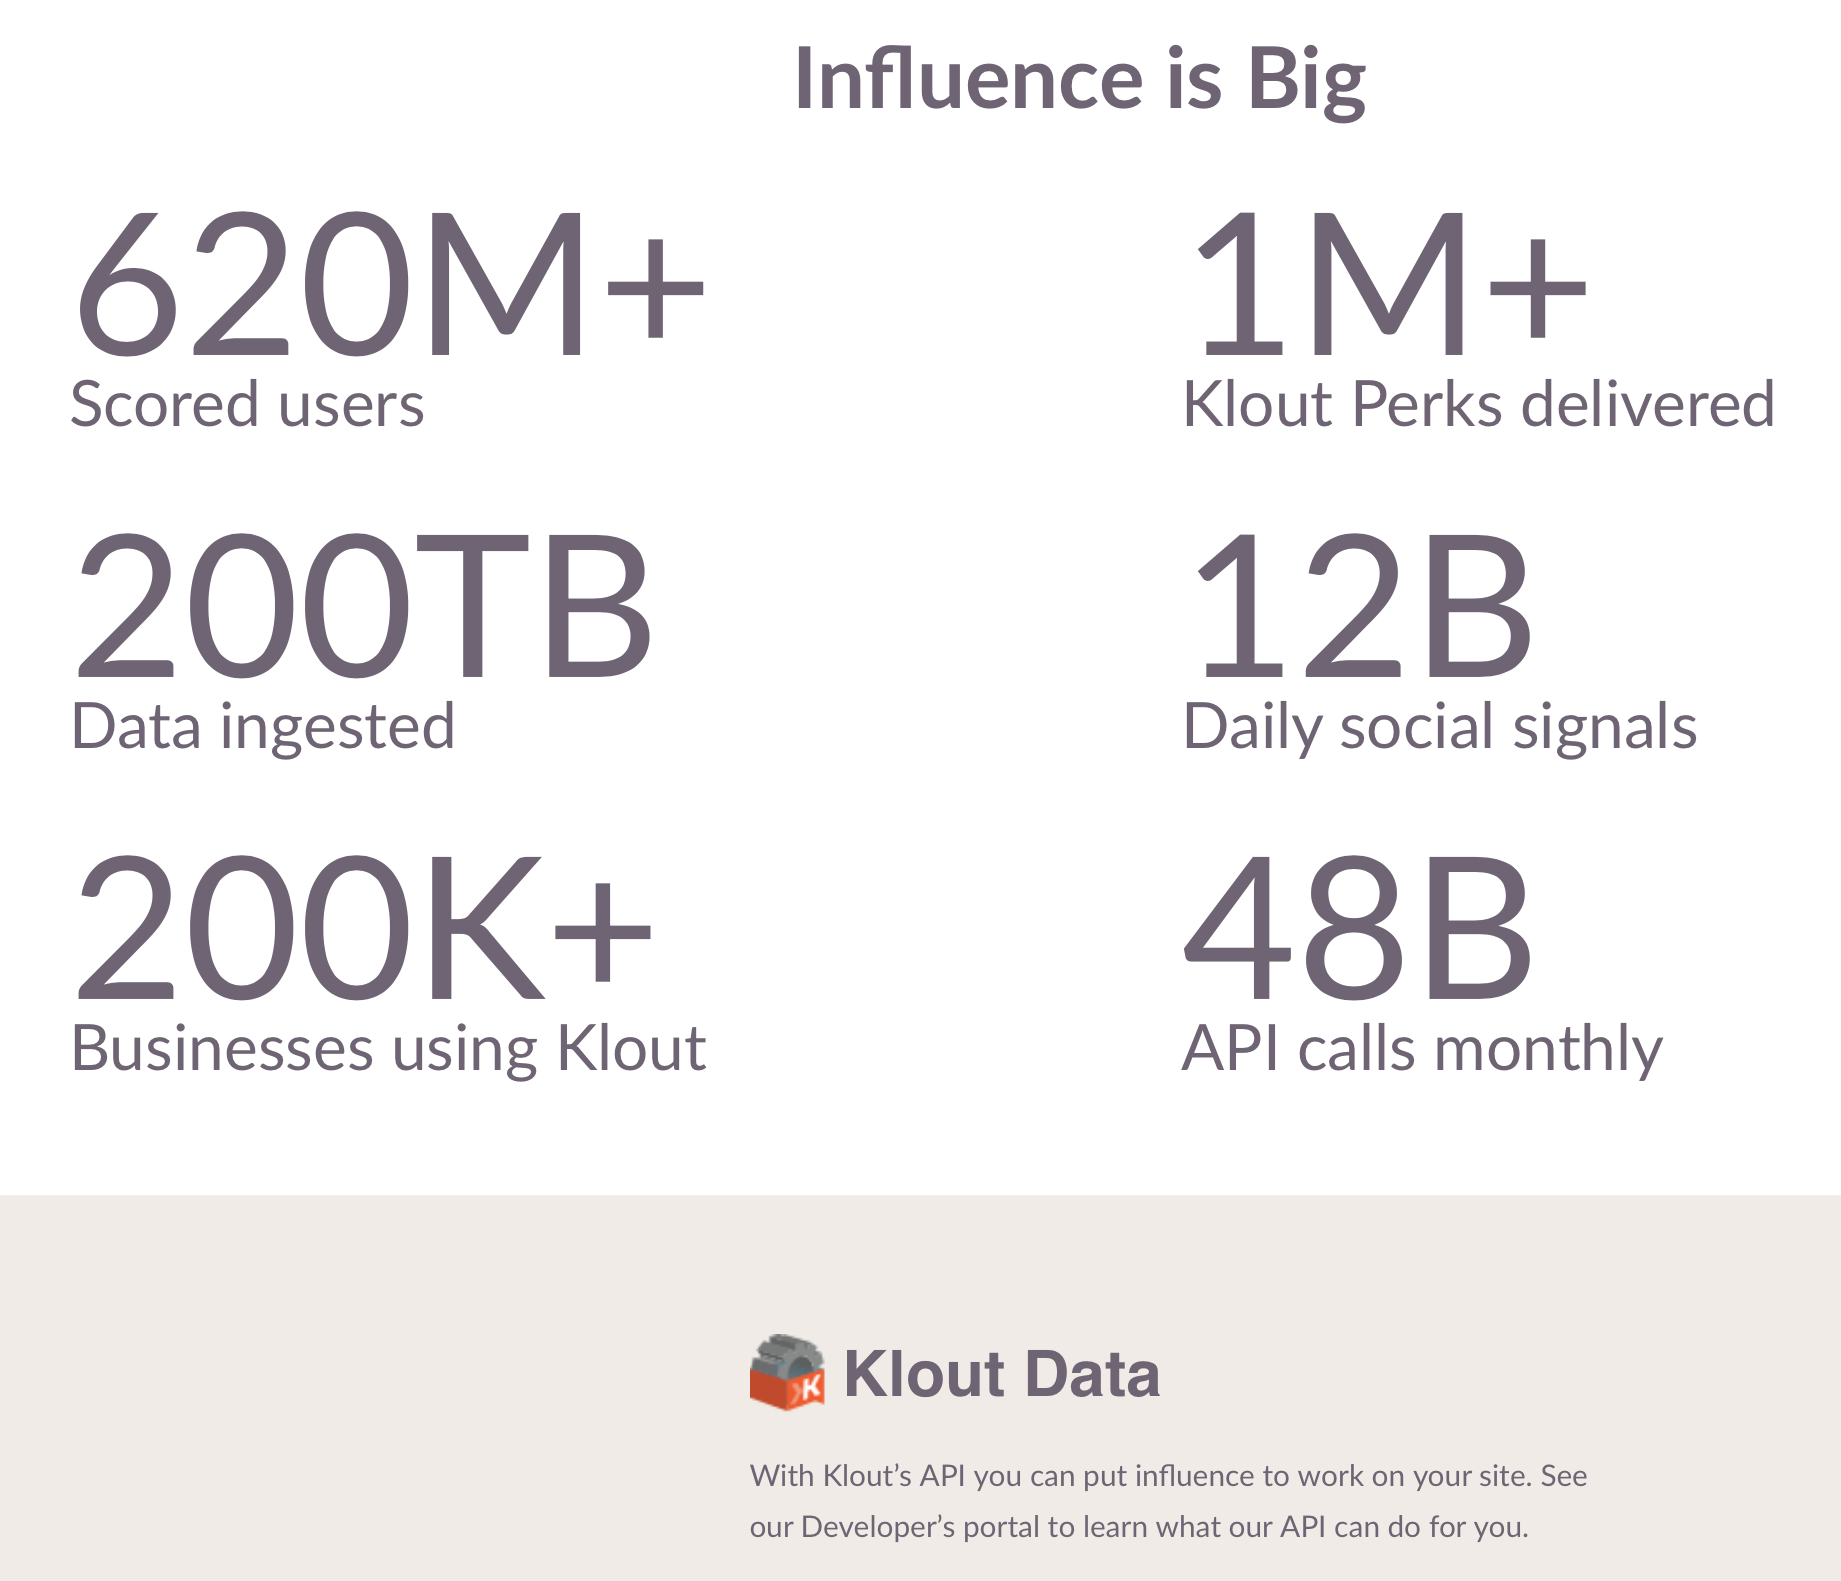 Influence is Big
620M+
Scored users
1M+
Klout Perks delivered
200TB
Data ingested
12B
Daily social signals
200K+
Businesses using Klout
48B
API calls monthly
K
Klout Data
With Klout’s API you can put influence to work on your site. See
our Developer’s portal to learn what our API can do for you.